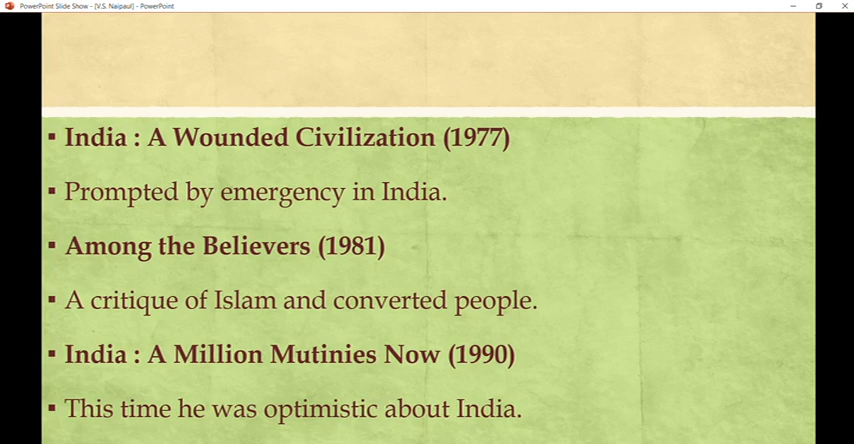 PowerPoint Slide Show - [V.S. Naipaul] - PowerPoint
▪ India : A Wounded Civilization (1977)
▪ Prompted by emergency in India.
▪ Among the Believers (1981)
▪ A critique of Islam and converted people.
▪ India : A Million Mutinies Now (1990)
▪ This time he was optimistic about India.